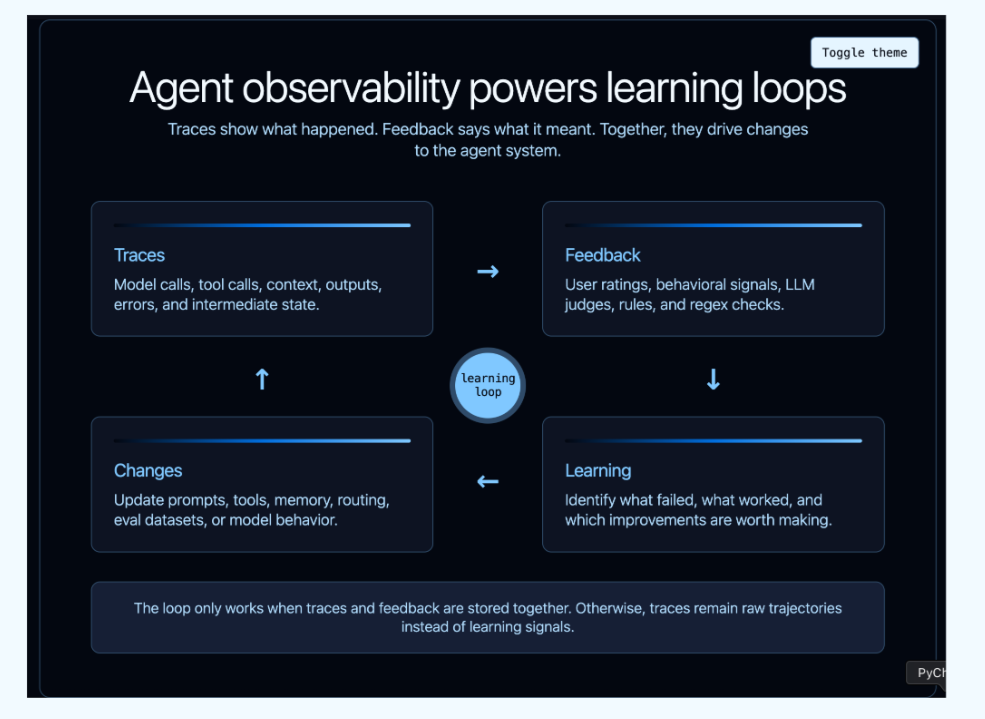 Toggle theme
Agent observability powers learning loops
Traces show what happened. Feedback says what it meant. Together, they drive changes
to the agent system.
Traces
Model calls, tool calls, context, outputs,
errors, and intermediate state.
→
Feedback
User ratings, behavioral signals, LLM
judges, rules, and regex checks.
↑
learning
loop
↓
Changes
Update prompts, tools, memory, routing,
eval datasets, or model behavior.
←
Learning
Identify what failed, what worked, and
which improvements are worth making.
The loop only works when traces and feedback are stored together. Otherwise, traces remain raw trajectories
instead of learning signals.